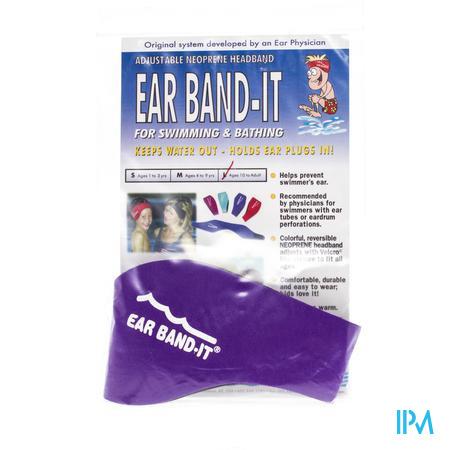 Original system developed by an Ear Physician
ADJUSTABLE NEOPRENE HEADBAND
EAR BAND-IT
FOR SWIMMING & BATHING
KEEPS WATER OUT - HOLDS EAR PLUGS IN!
S Ages 1 to 3 yrs M Ages 4 to 9 yrs L Ages 10 to Adult
• Helps prevent
swimmer's ear.
• Recommended
by physicians for
swimmers with ear
tubes or eardrum
perforations.
• Colorful, reversible
NEOPRENE headband
adjusts with Velcro®
to fit all
ages.
Comfortable, durable
and easy to wear;
kids love it!
warm.
EAR BAND-IT®
IPM